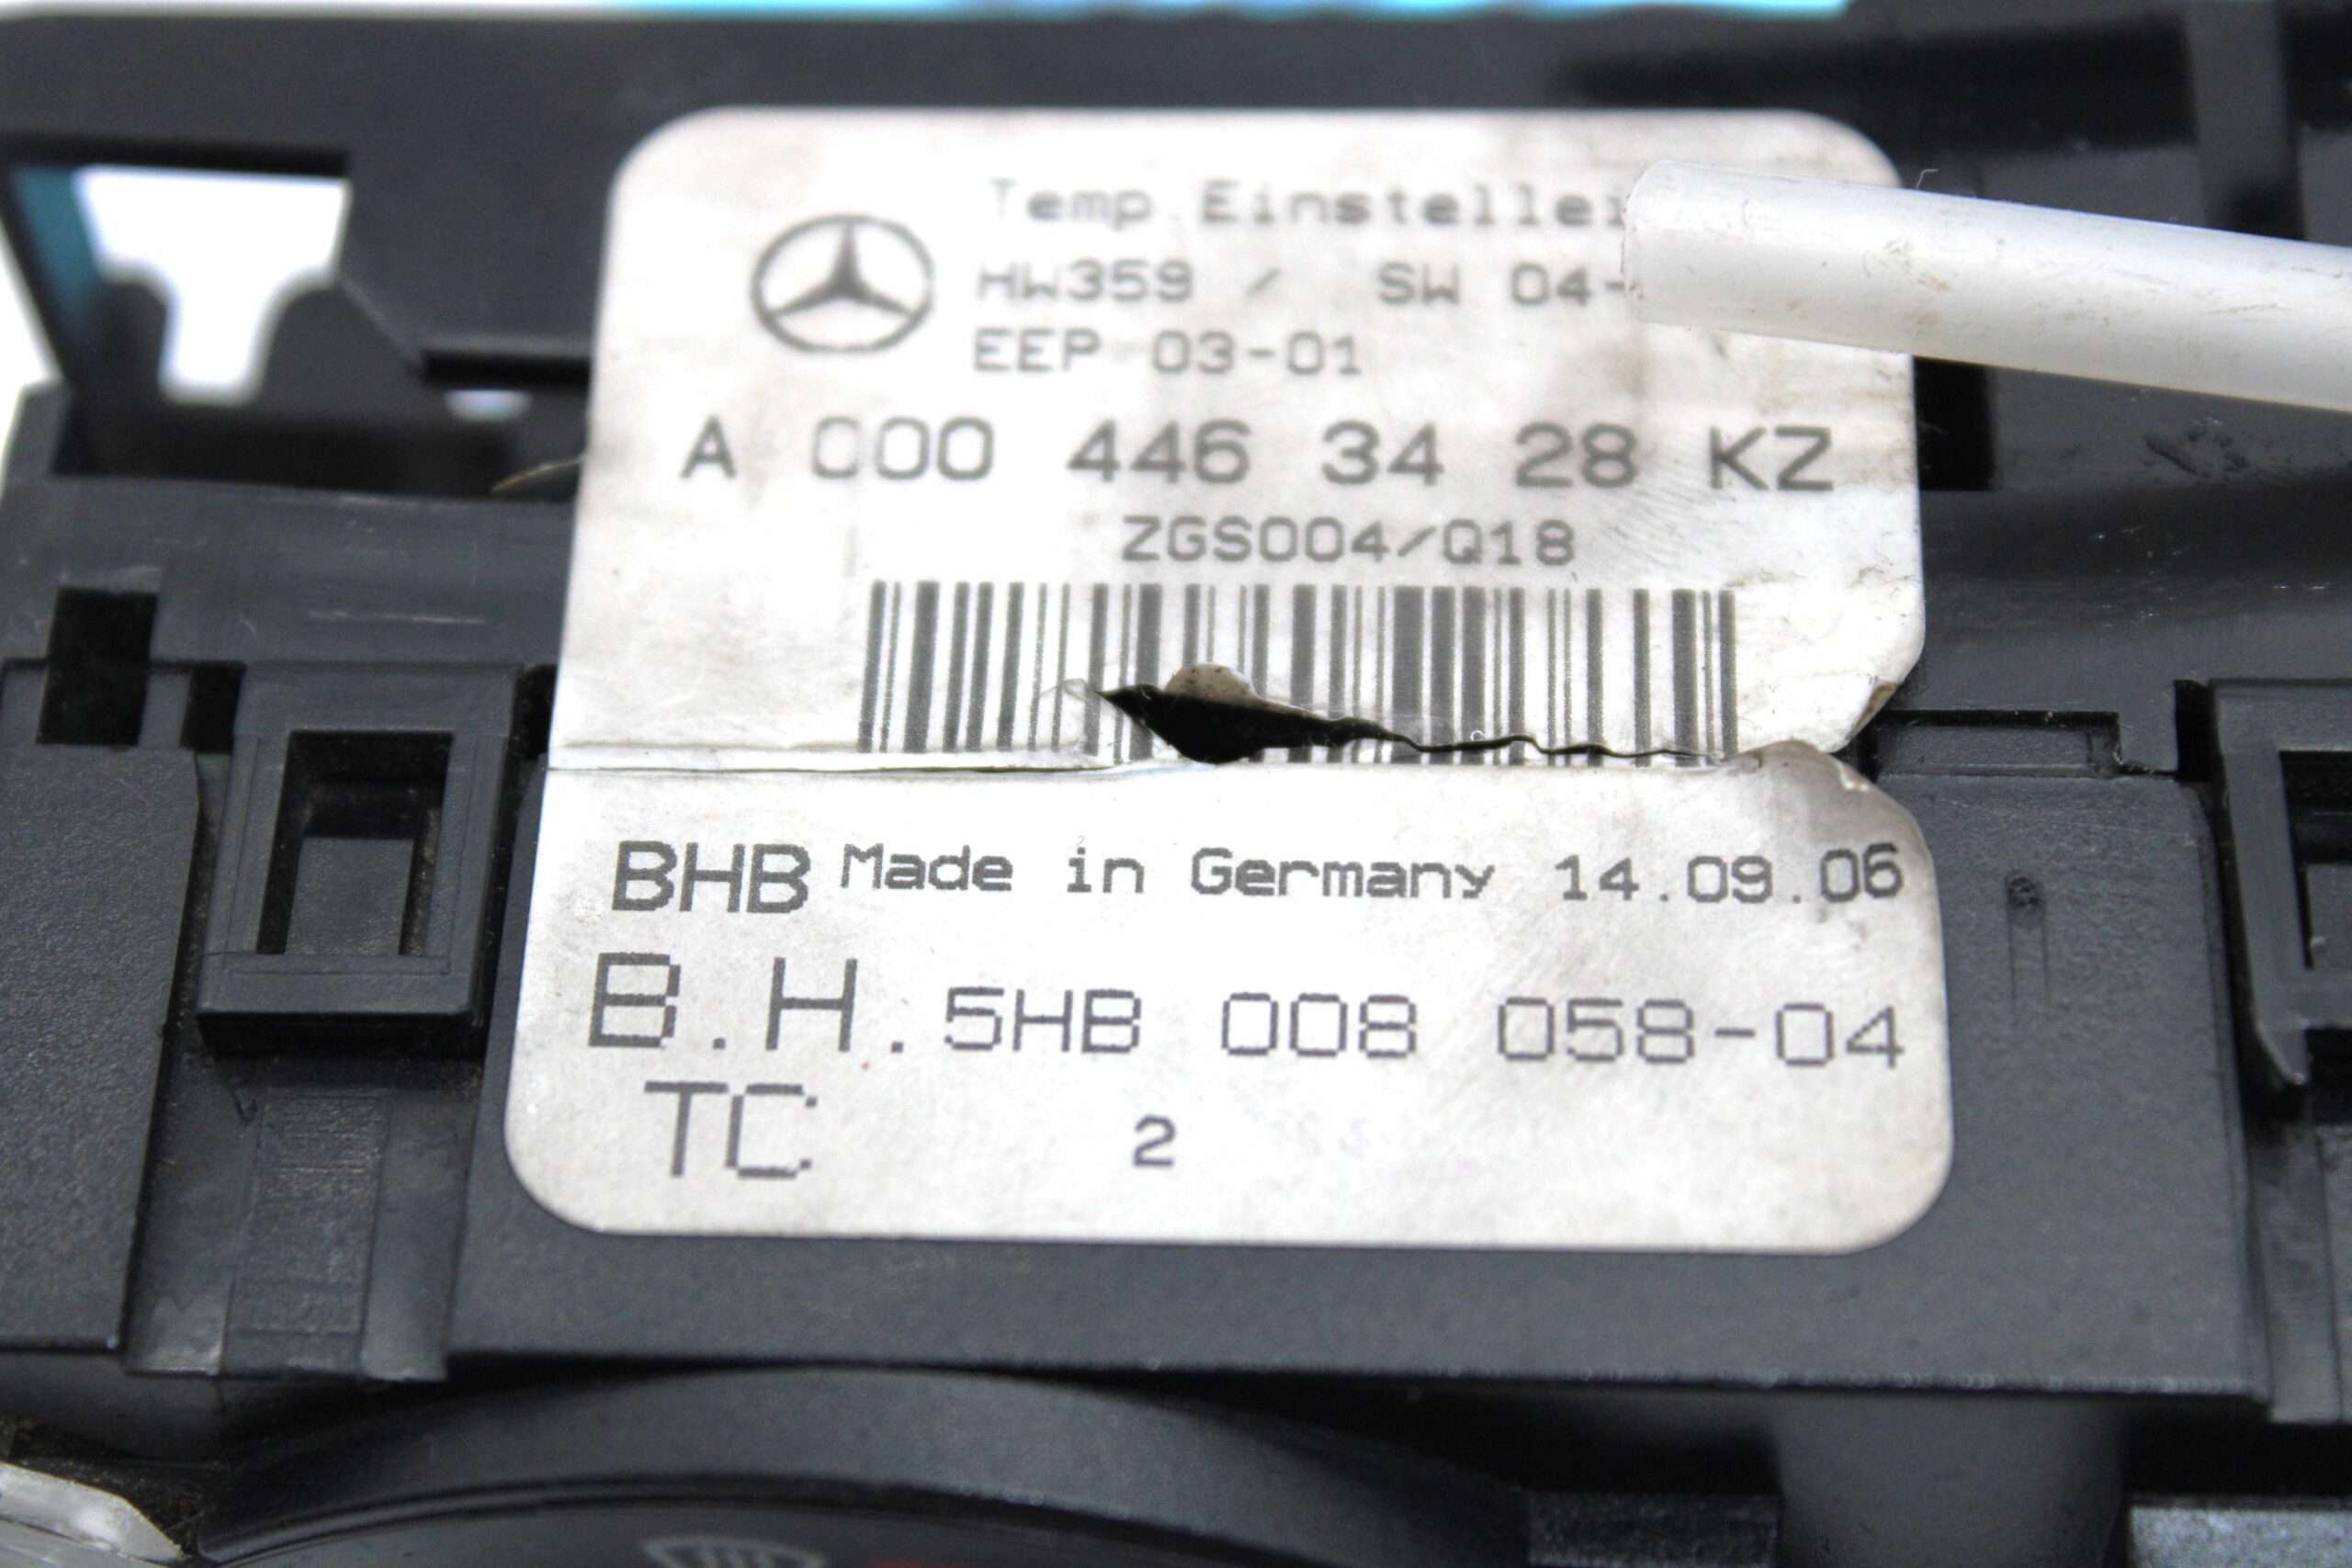 Temp. Einsteller
HW359 / SW 04-
EEP 03-01
A 000 446 34 28 KZ
ZGS004/Q18
BHB Made in Germany 14.09.06
B.H. 5HB 008 058-04
TC 2